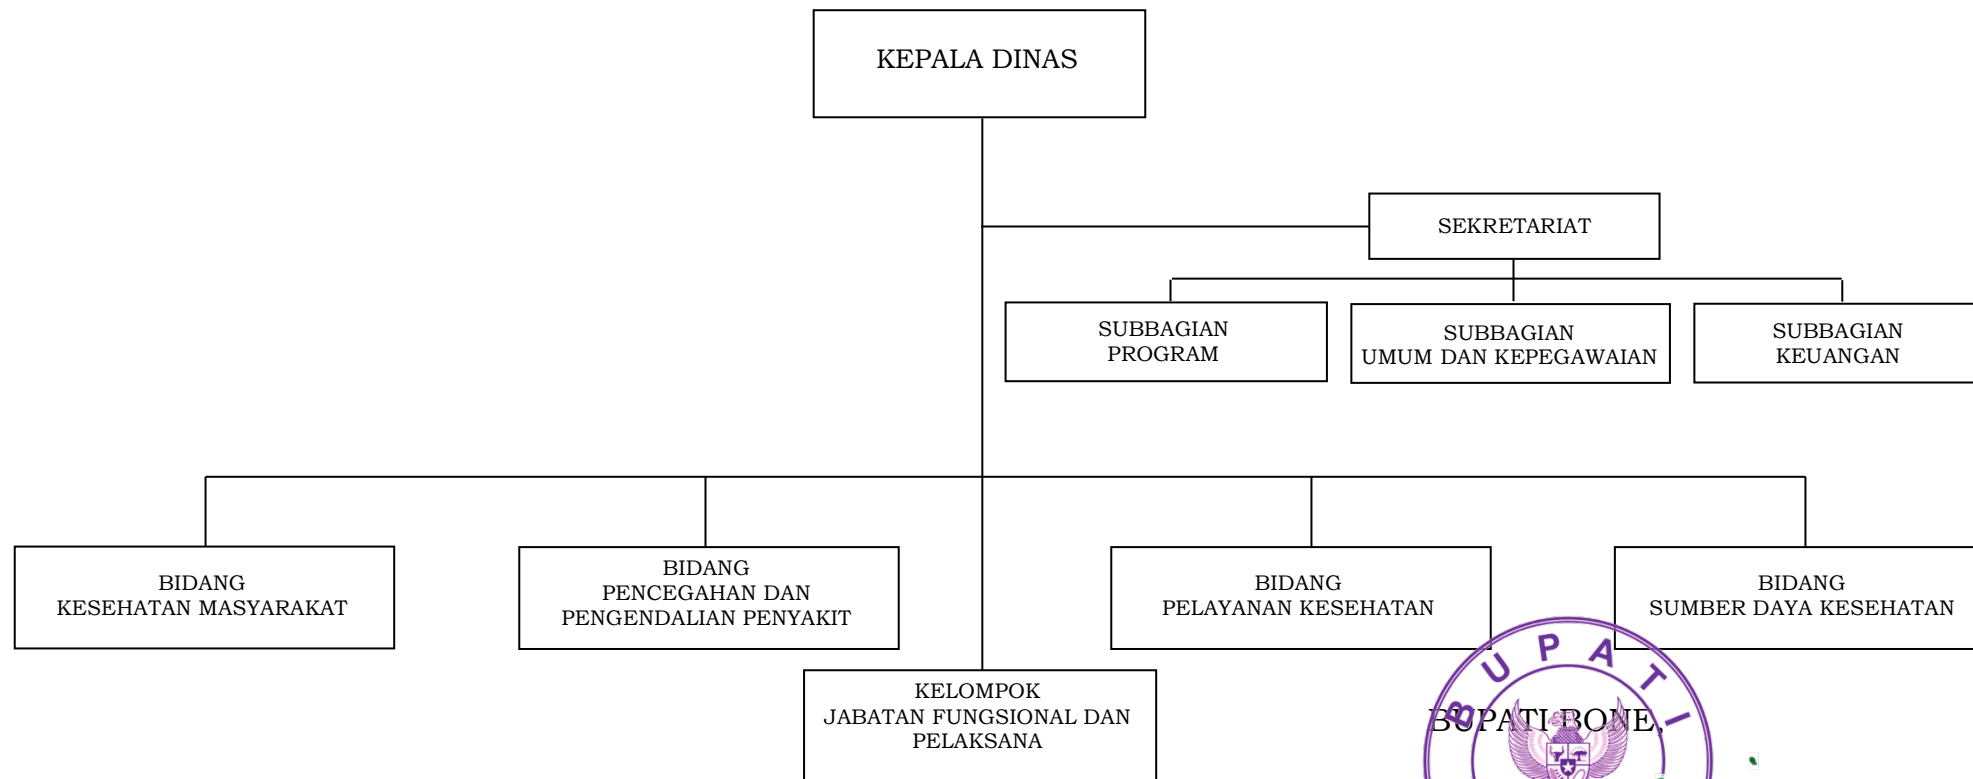 KEPALA DINAS
SEKRETARIAT
SUBBAGIAN
PROGRAM
SUBBAGIAN
UMUM DAN KEPEGAWAIAN
SUBBAGIAN
KEUANGAN
BIDANG
KESEHATAN MASYARAKAT
BIDANG
PENCEGAHAN DAN
PENGENDALIAN PENYAKIT
BIDANG
PELAYANAN KESEHATAN
BIDANG
SUMBER DAYA KESEHATAN
KELOMPOK
JABATAN FUNGSIONAL DAN
PELAKSANA
BUPATI
BUPATI BONE,